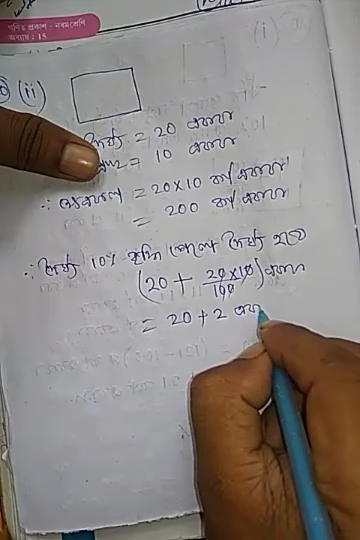 গণিত প্রকাশ - নবমশ্রেণি
অধ্যায় : 15
(i)
(ii)
দৈর্ঘ্য = 20 একক
প্রস্থ = 10 একক
∴ ক্ষেত্রফল = 20×10 বর্গ একক
= 200 বর্গ একক
∴ দৈর্ঘ্য 10% বৃদ্ধি পেলে দৈর্ঘ্য হবে
(20 + 20×10/100) একক
= 20 + 2 একক